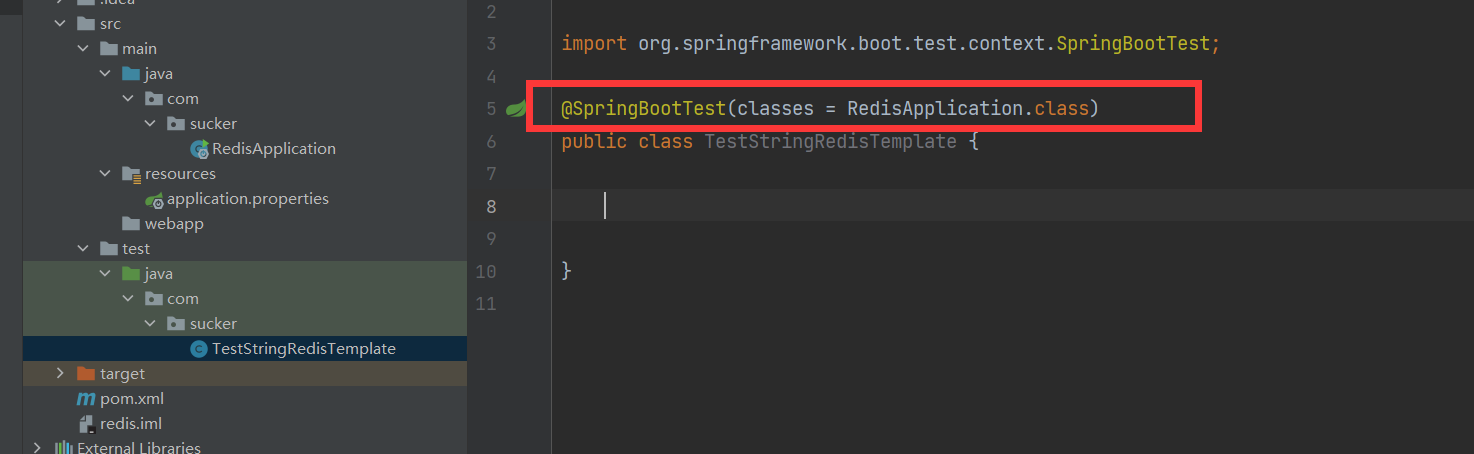 .idea
src
main
java
com
sucker
RedisApplication
resources
application.properties
webapp
test
java
com
sucker
TestStringRedisTemplate
target
pom.xml
redis.iml
External Libraries
2
3 import org.springframework.boot.test.context.SpringBootTest;
4
5 @SpringBootTest(classes = RedisApplication.class)
6 public class TestStringRedisTemplate {
7
8
9
10 }
11